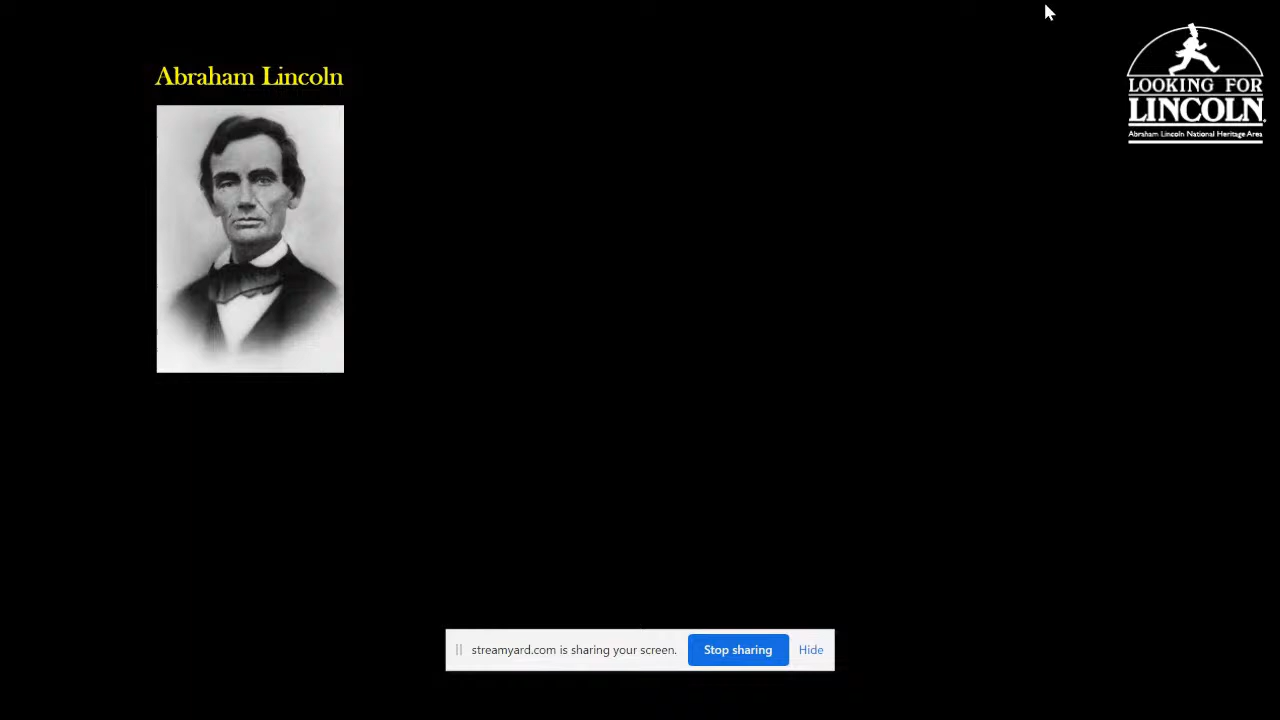 Abraham Lincoln
LOOKING FOR
LINCOLN®
Abraham Lincoln National Heritage Area
streamyard.com is sharing your screen.
Stop sharing
Hide